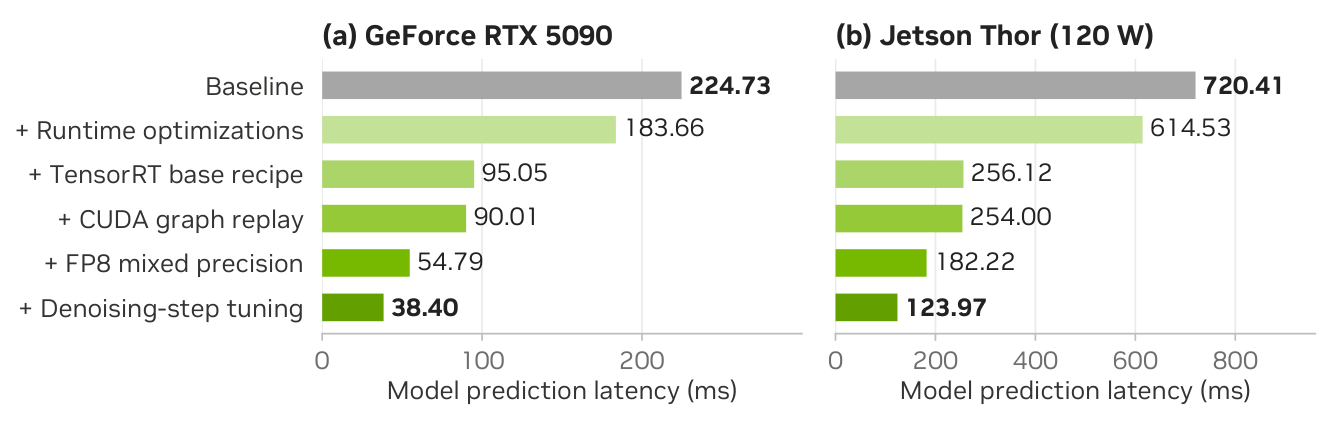 (a) GeForce RTX 5090
(b) Jetson Thor (120 W)
Baseline 224.73 720.41
+ Runtime optimizations 183.66 614.53
+ TensorRT base recipe 95.05 256.12
+ CUDA graph replay 90.01 254.00
+ FP8 mixed precision 54.79 182.22
+ Denoising-step tuning 38.40 123.97
0 100 200
0 200 400 600 800
Model prediction latency (ms)
Model prediction latency (ms)